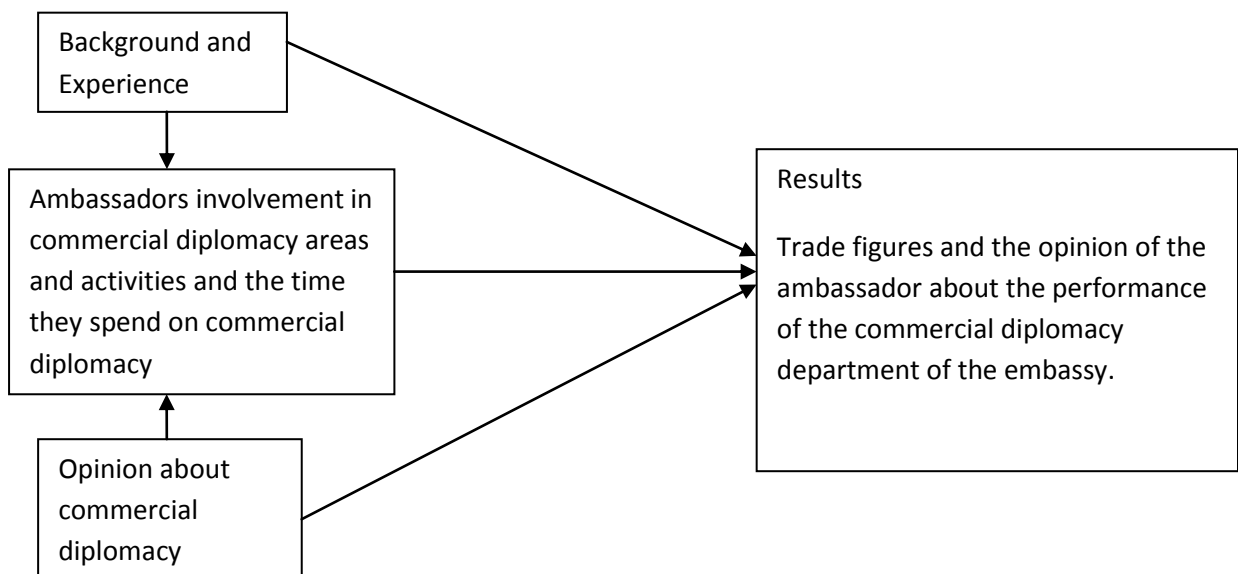 Background and
Experience
Ambassadors involvement in
commercial diplomacy areas
and activities and the time
they spend on commercial
diplomacy
Opinion about
commercial
diplomacy
Results
Trade figures and the opinion of the
ambassador about the performance
of the commercial diplomacy
department of the embassy.